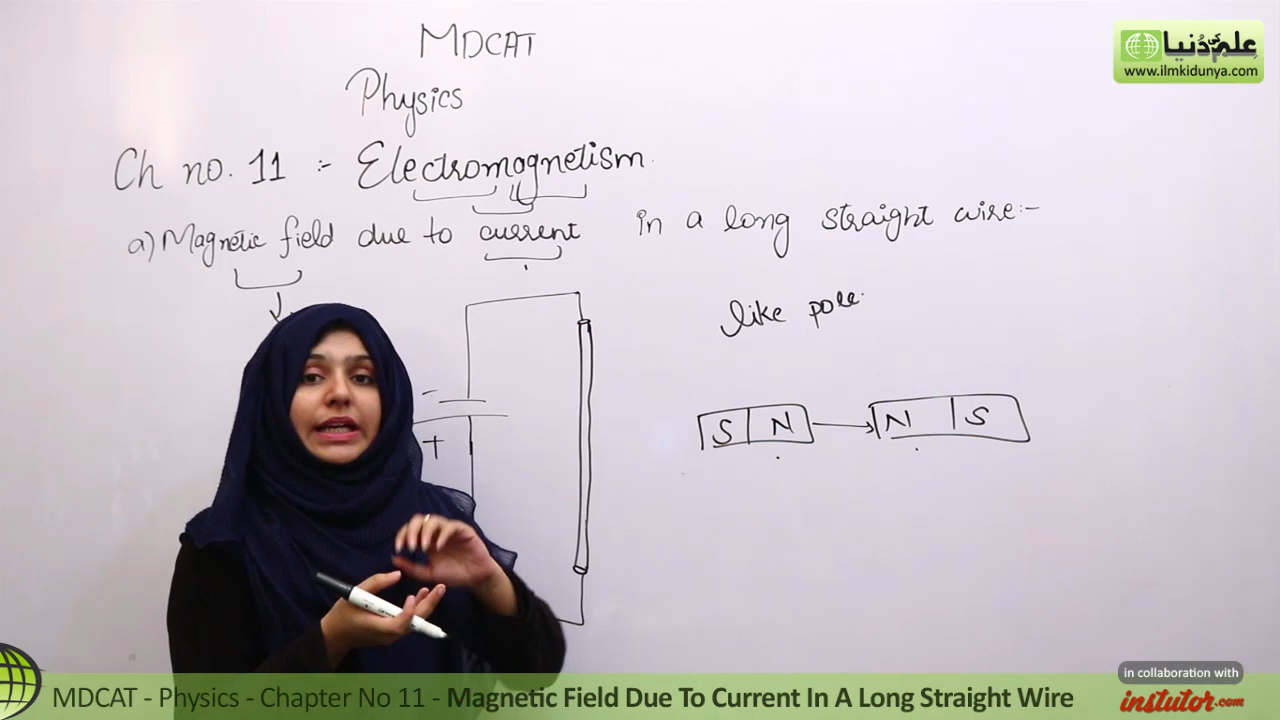 MDCAT
Physics
Ch no. 11 :- Electromagnetism.
a) Magnetic field due to current in a long straight wire:-
like pole.
-
+
S N
N S
علم کی دُنیا
www.ilmkidunya.com
in collaboration with
instutor.com
MDCAT - Physics - Chapter No 11 - Magnetic Field Due To Current In A Long Straight Wire